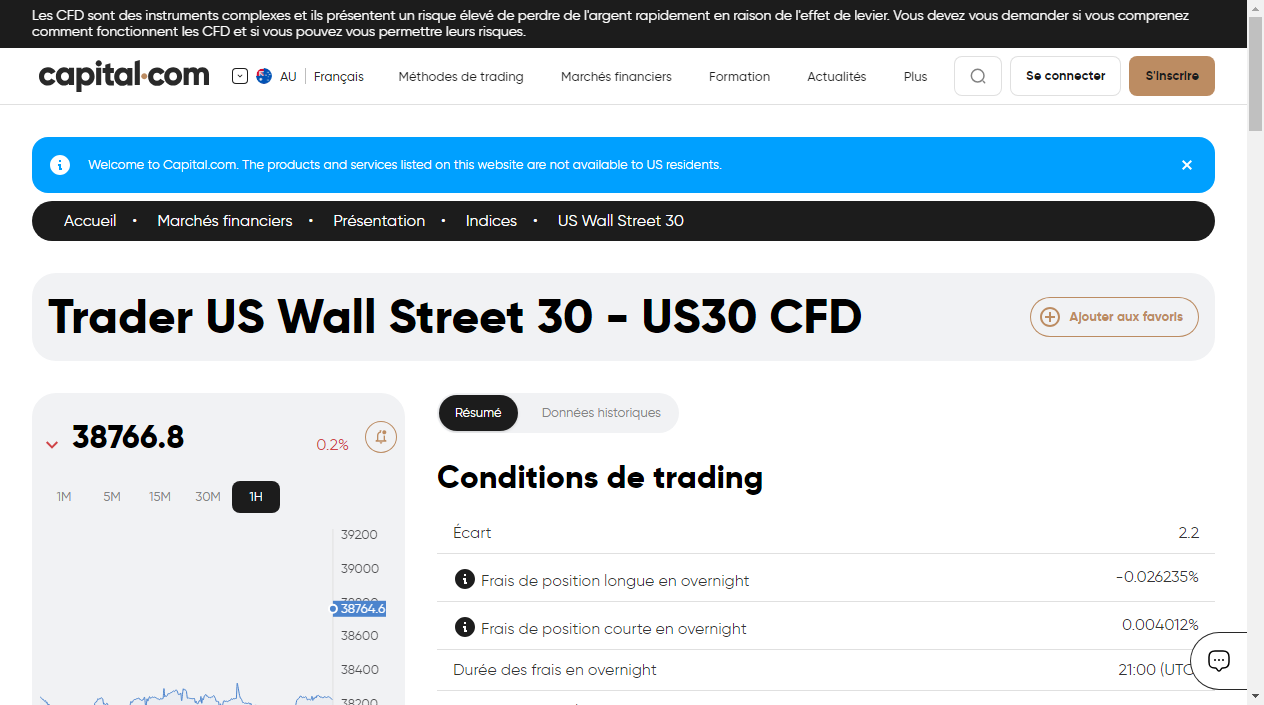 Les CFD sont des instruments complexes et ils présentent un risque élevé de perdre de l'argent rapidement en raison de l'effet de levier. Vous devez vous demander si vous comprenez
comment fonctionnent les CFD et si vous pouvez vous permettre leurs risques.
capital.com
AU
Français
Méthodes de trading
Marchés financiers
Formation
Actualités
Plus
Se connecter
S'inscrire
Welcome to Capital.com. The products and services listed on this website are not available to US residents.
Accueil • Marchés financiers • Présentation • Indices • US Wall Street 30
Trader US Wall Street 30 - US30 CFD
Ajouter aux favoris
38766.8
0.2%
1M 5M 15M 30M 1H
39200
39000
38764.6
38600
38400
38200
Résumé
Données historiques
Conditions de trading
Écart 2.2
Frais de position longue en overnight -0.026235%
Frais de position courte en overnight 0.004012%
Durée des frais en overnight 21:00 (UTC